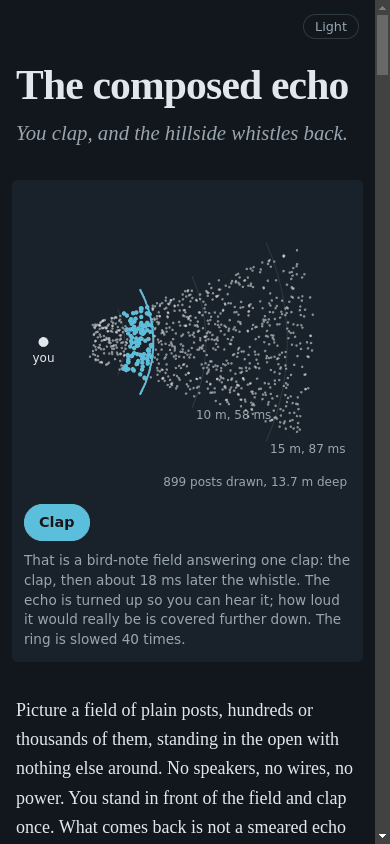 Light
The composed echo
You clap, and the hillside whistles back.
you
10 m, 58 ms
15 m, 87 ms
899 posts drawn, 13.7 m deep
Clap
That is a bird-note field answering one clap: the
clap, then about 18 ms later the whistle. The
echo is turned up so you can hear it; how loud
it would really be is covered further down. The
ring is slowed 40 times.
Picture a field of plain posts, hundreds or
thousands of them, standing in the open with
nothing else around. No speakers, no wires, no
power. You stand in front of the field and clap
once. What comes back is not a smeared echo